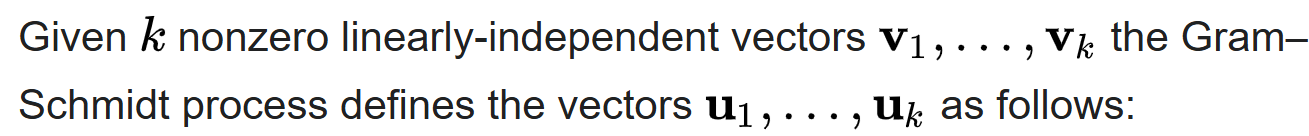 Given k nonzero linearly-independent vectors v₁, . . . , vₖ the Gram–
Schmidt process defines the vectors u₁, . . . , uₖ as follows: